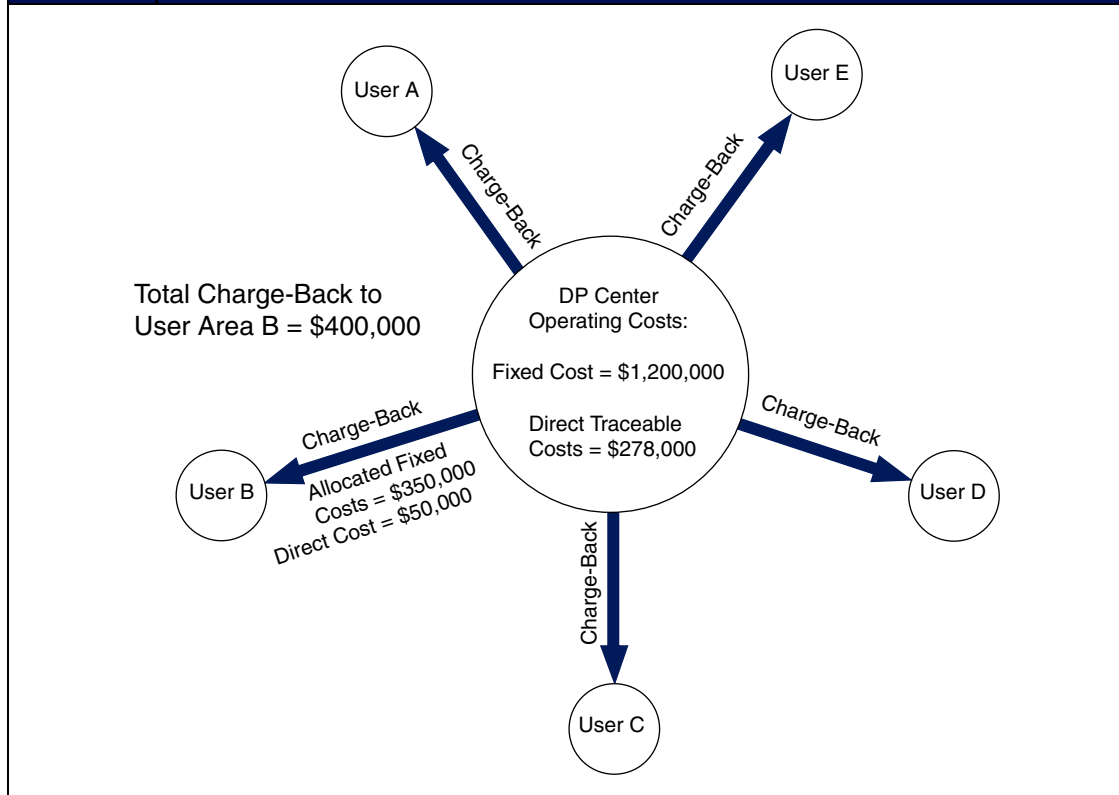 User A
User E
Charge-Back
Charge-Back
Total Charge-Back to
User Area B = $400,000
DP Center
Operating Costs:
Fixed Cost = $1,200,000
Direct Traceable
Costs = $278,000
Charge-Back
Allocated Fixed
Costs = $350,000
Direct Cost = $50,000
User B
Charge-Back
User D
Charge-Back
User C